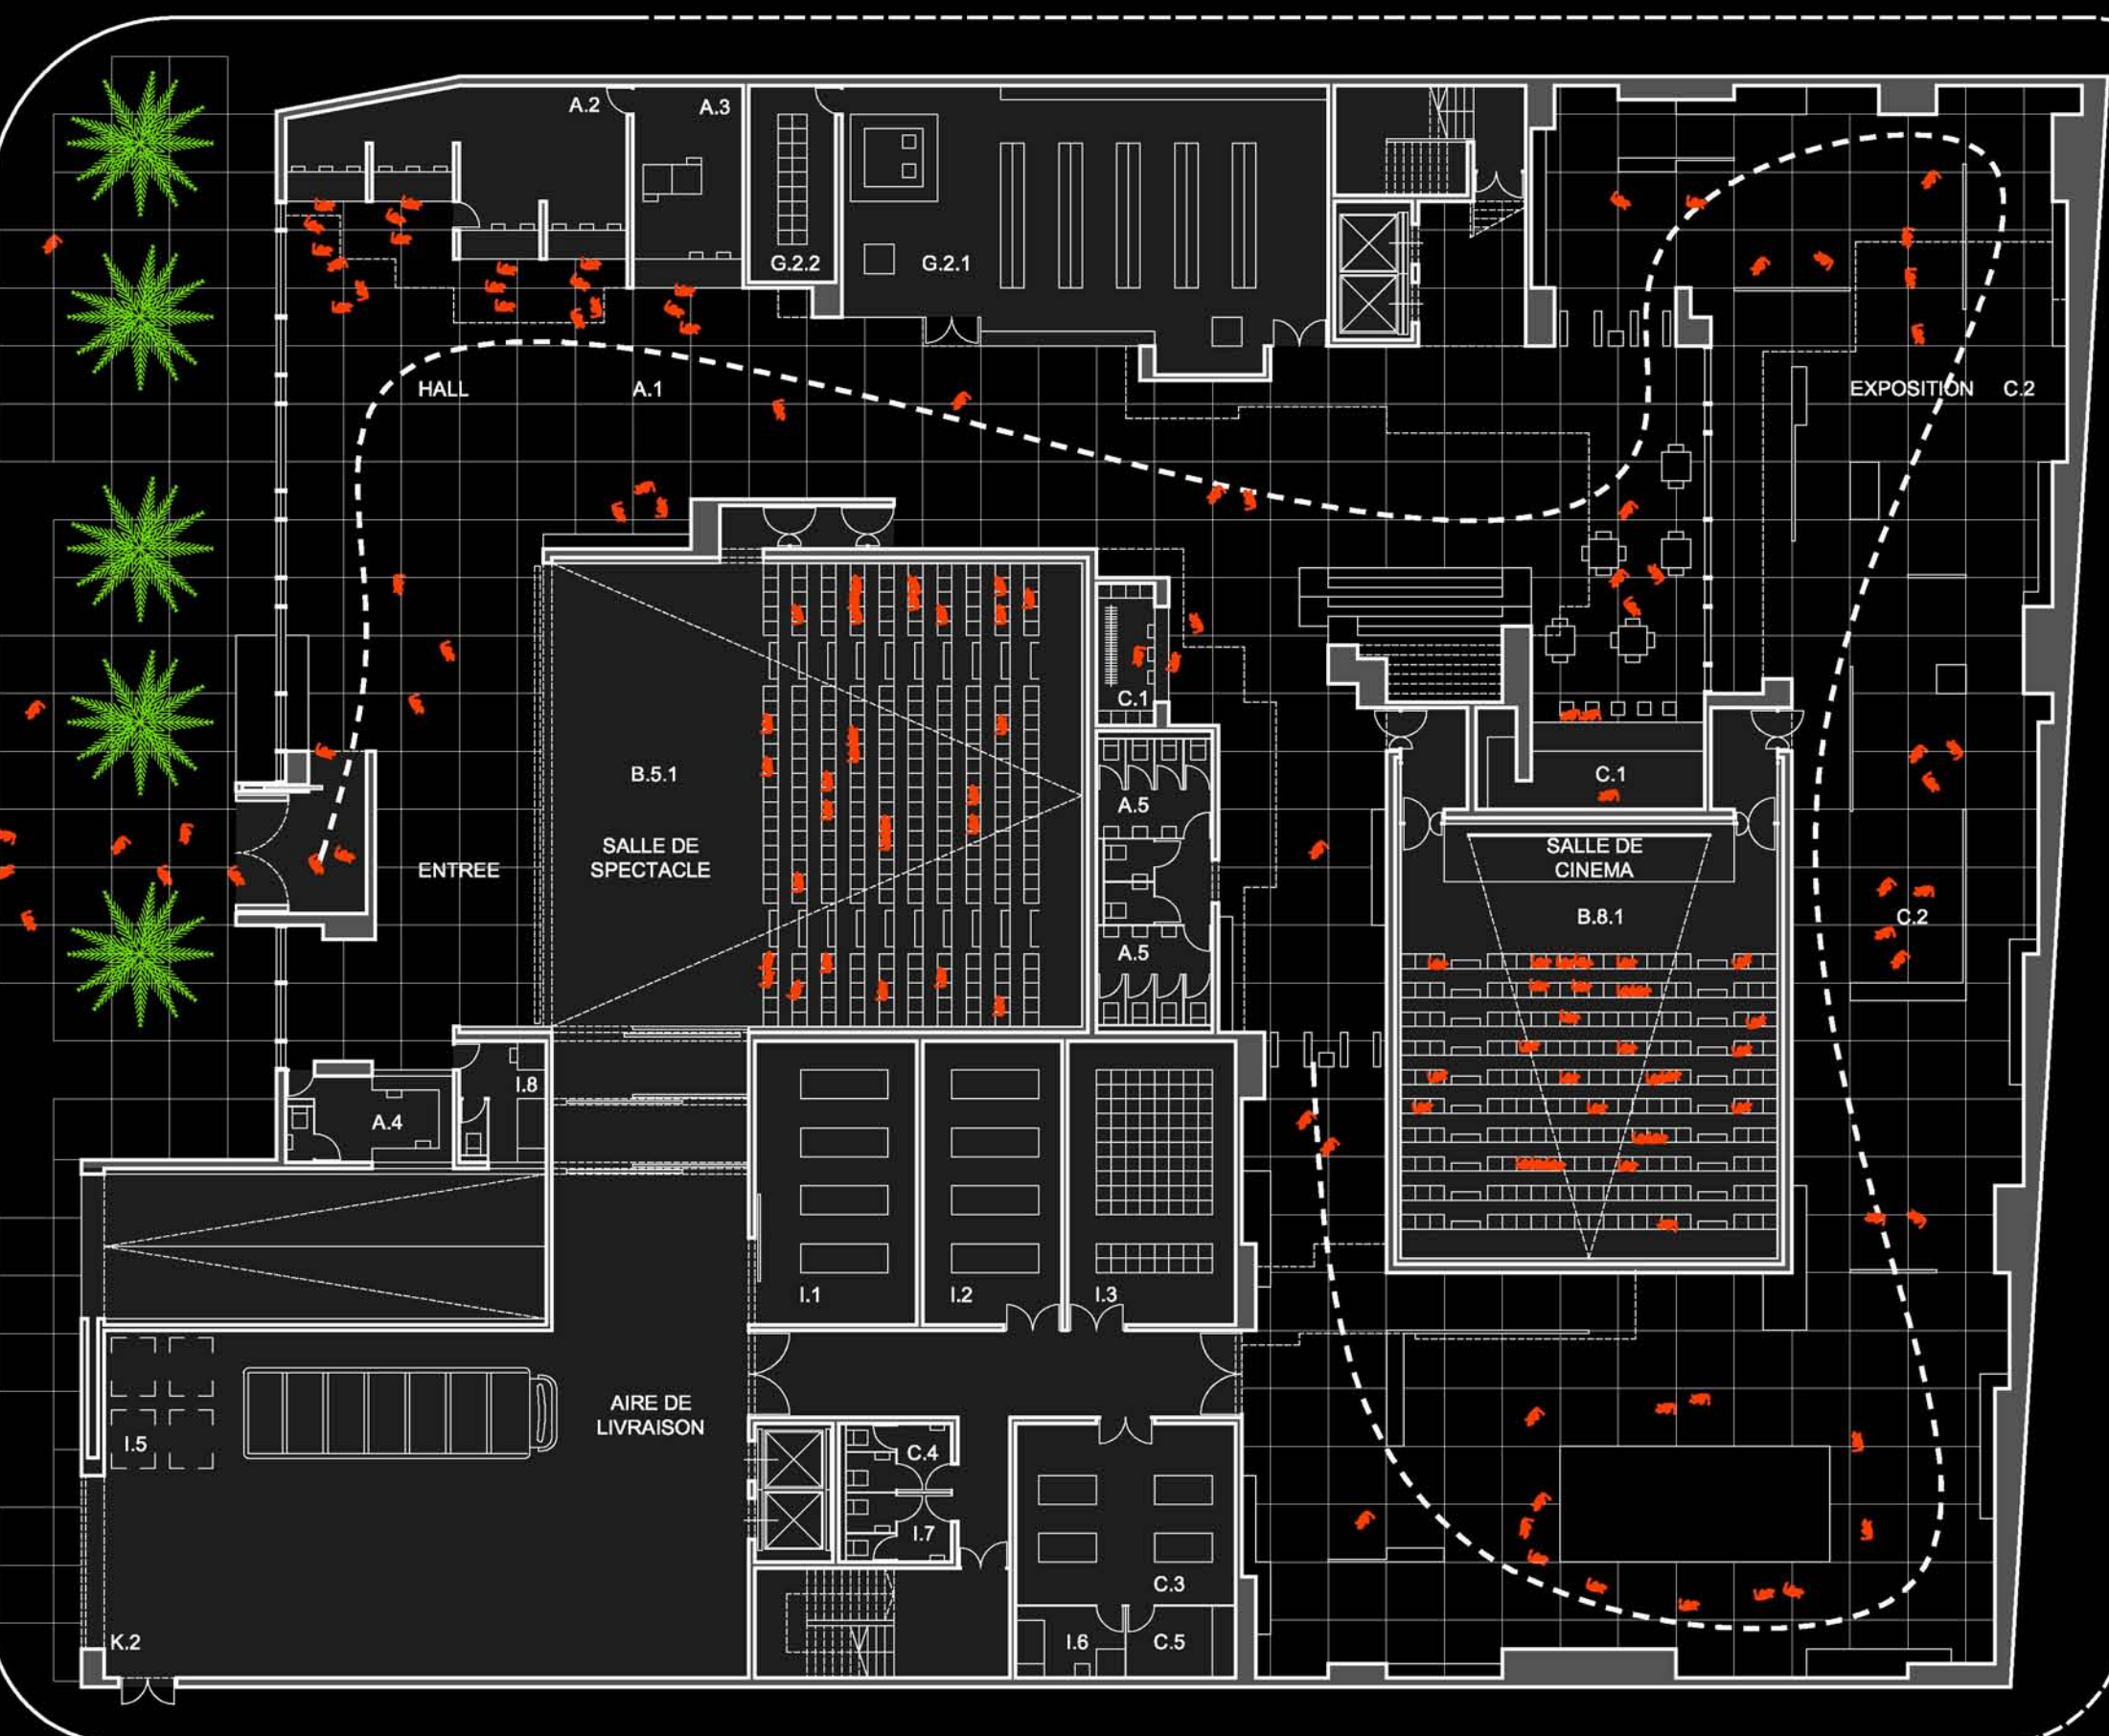 A.2
A.3
G.2.2
G.2.1
HALL
A.1
EXPOSITION
C.2
C.1
B.5.1
C.1
A.5
SALLE DE
SPECTACLE
ENTREE
SALLE DE
CINEMA
B.8.1
C.2
A.5
I.8
A.4
I.1
I.2
I.3
AIRE DE
LIVRAISON
I.5
C.4
I.7
C.3
K.2
I.6
C.5